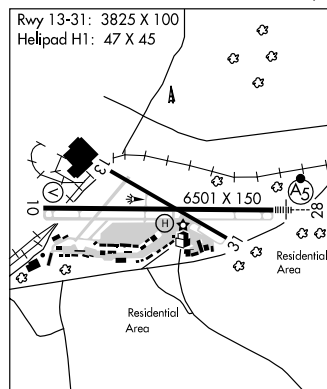 Rwy 13-31: 3825 X 100
Helipad H1: 47 X 45
13
V
A5
6501 X 150
10
28
H
31
Residential
Area
Residential
Area